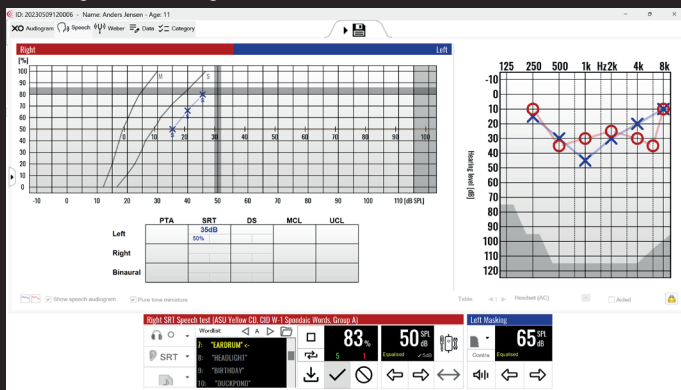 ID: 20230509120006 - Name: Anders Jensen - Age: 11
Audiogram Speech Weber Data Category
Right Left
[%]
100
90
80
70
60
50
40
30
20
10
0
M S
0 10 20 30 40 50 60 70 80 90 100
S
S
S
-10 0 10 20 30 40 50 60 70 80 90 100 110 [dB SPL]
125 250 500 1k Hz 2k 4k 8k
-10
0
10
20
30
40
50
60
70
80
90
100
110
120
Hearing level [dB]
PTA SRT DS MCL UCL
Left 35dB
50%
Right
Binaural
Show speech audiogram Pure tone miniature
Table: 1 Headset (AC) Aided
Right SRT Speech test (ASU Yellow CD, CID W-1 Spondaic Words, Group A)
Wordlist: A
7: "EARDRUM" <-
8: "HEADLIGHT"
9: "BIRTHDAY"
10: "DUCKPOND"
SRT
83%
5 1
50 SPL dB
Equalised ✓ 5dB
Left Masking
Contra
65 SPL dB
Equalised